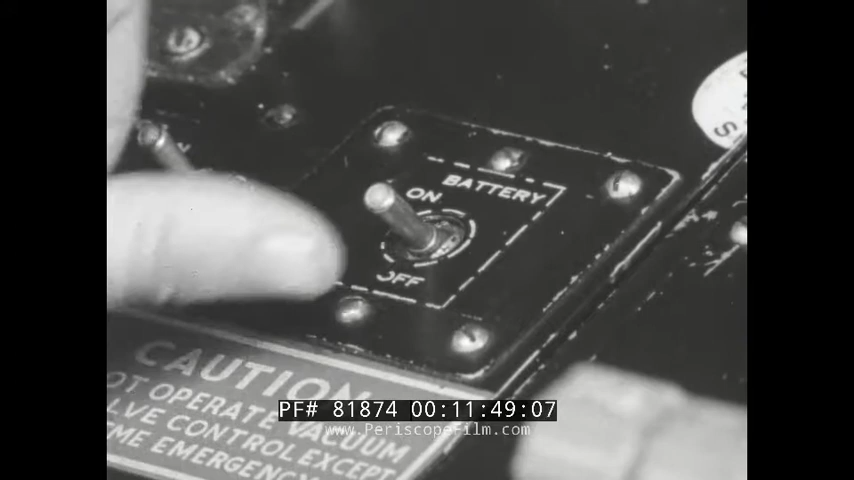 BATTERY
ON
OFF
CAUTION
OT OPERATE VACUUM
LVE CONTROL EXCEPT
EME EMERGENCY
PF# 81874 00:11:49:07
www.PeriscopeFilm.com